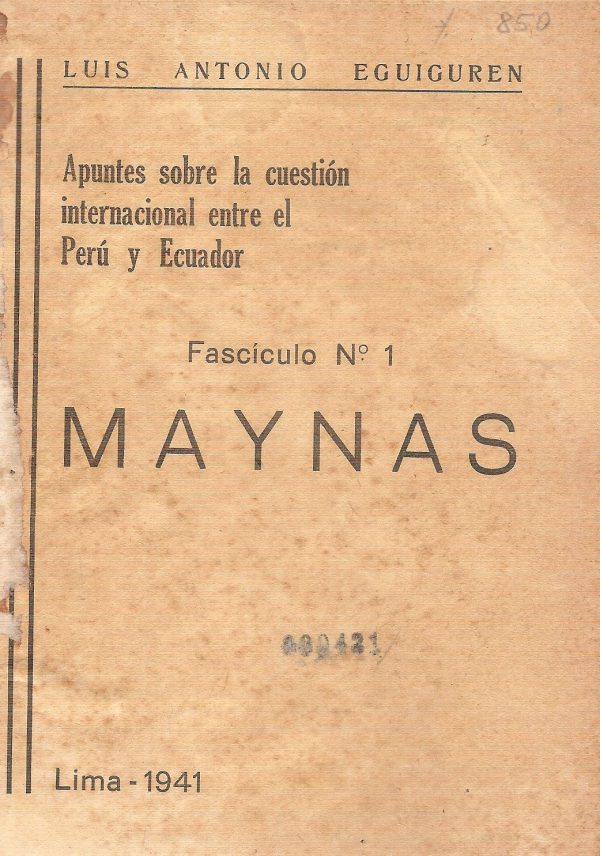 850
LUIS ANTONIO EGUIGUREN
Apuntes sobre la cuestión
internacional entre el
Perú y Ecuador
Fascículo Nº 1
MAYNAS
Lima - 1941